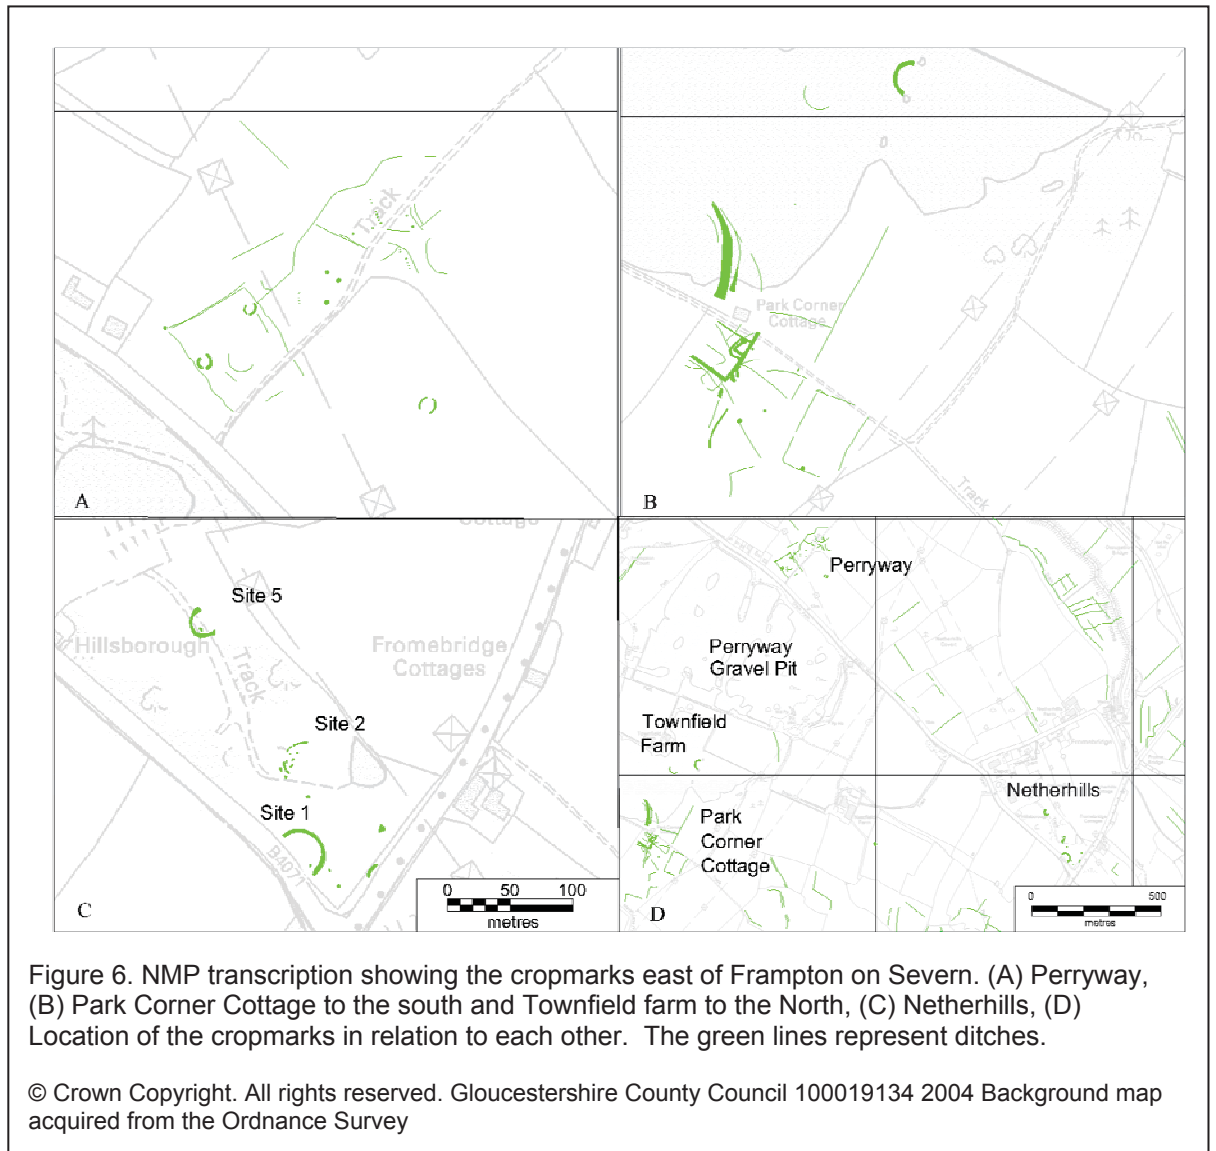 Track
A
Park Corner
Cottage
Track
B
Cottage
Site 5
Hillsborough
Track
Fromebridge
Cottages
Site 2
Site 1
B4071
C
0 50 100
metres
Perryway
Perryway
Gravel Pit
Townfield
Farm
Netherhills
Park
Corner
Cottage
D
0 500
metres
Figure 6. NMP transcription showing the cropmarks east of Frampton on Severn. (A) Perryway,
(B) Park Corner Cottage to the south and Townfield farm to the North, (C) Netherhills, (D)
Location of the cropmarks in relation to each other. The green lines represent ditches.
© Crown Copyright. All rights reserved. Gloucestershire County Council 100019134 2004 Background map
acquired from the Ordnance Survey